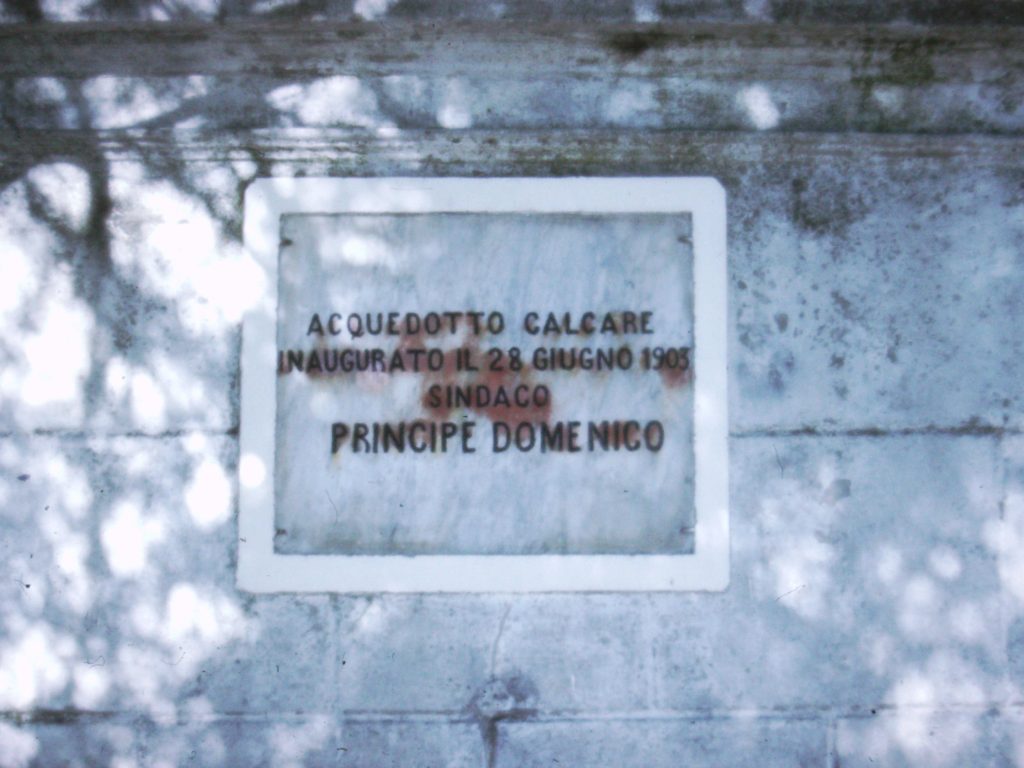 ACQUEDOTTO CALCARE
INAUGURATO IL 28 GIUGNO 1903
SINDACO
PRINCIPE DOMENICO